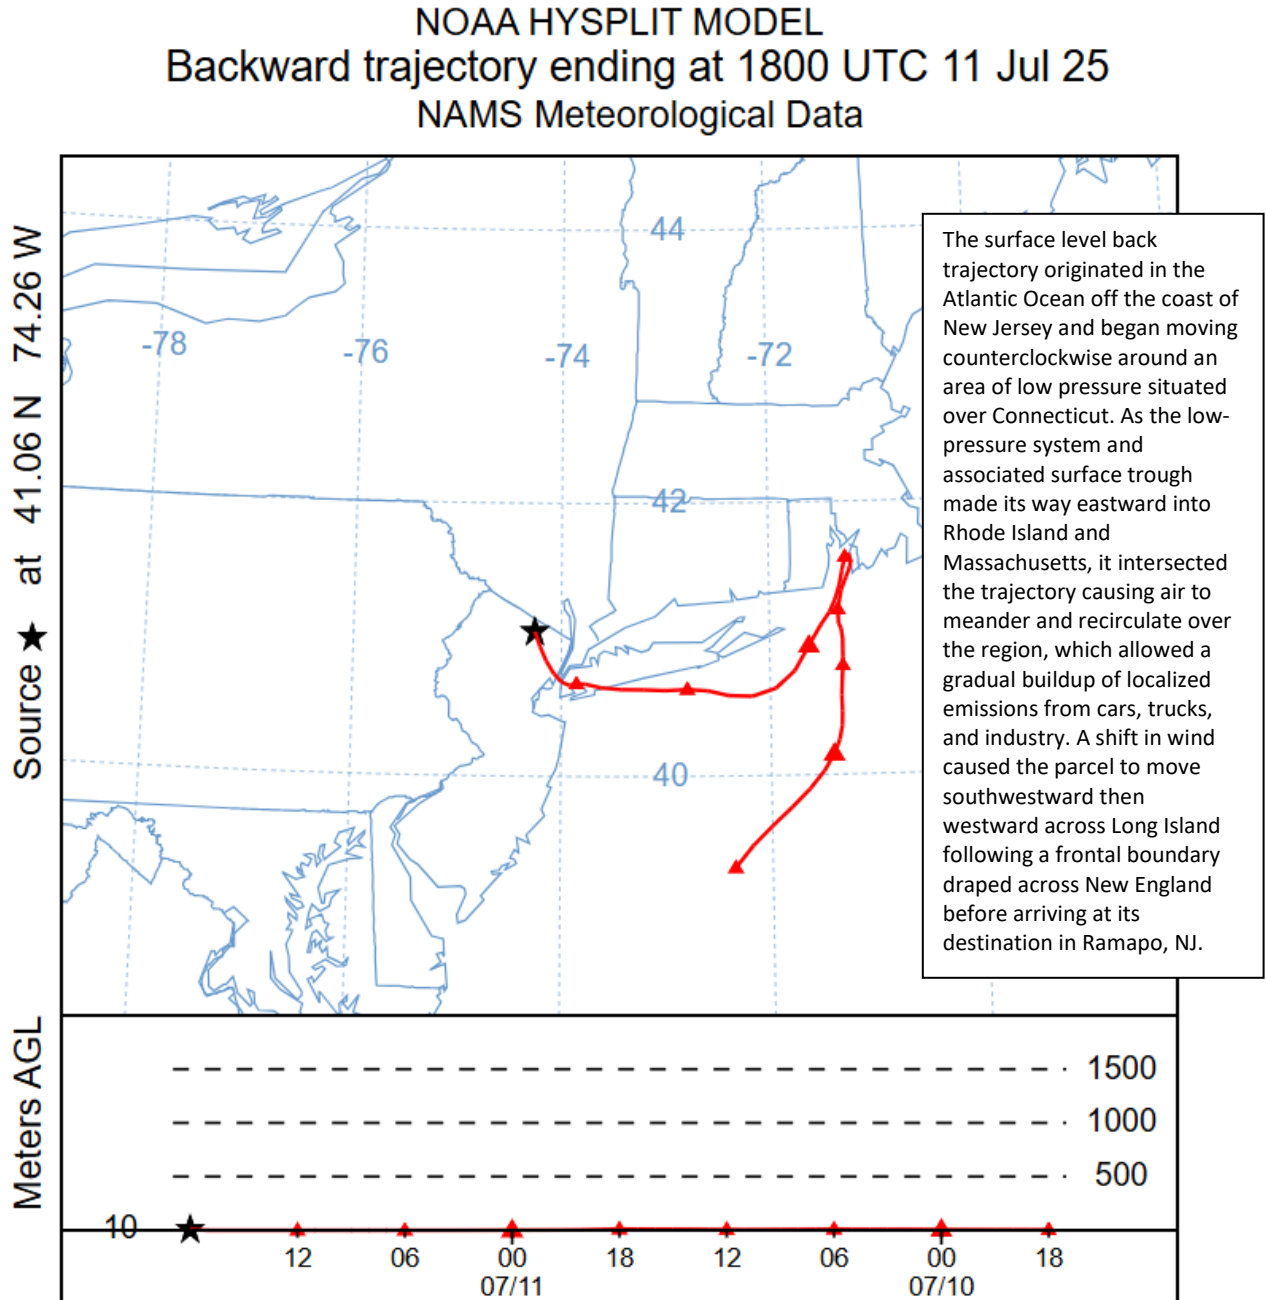 NOAA HYSPLIT MODEL
Backward trajectory ending at 1800 UTC 11 Jul 25
NAMS Meteorological Data
Source ★ at 41.06 N 74.26 W
44
-78
-76
-74
-72
42
40
The surface level back
trajectory originated in the
Atlantic Ocean off the coast of
New Jersey and began moving
counterclockwise around an
area of low pressure situated
over Connecticut. As the low-
pressure system and
associated surface trough
made its way eastward into
Rhode Island and
Massachusetts, it intersected
the trajectory causing air to
meander and recirculate over
the region, which allowed a
gradual buildup of localized
emissions from cars, trucks,
and industry. A shift in wind
caused the parcel to move
southwestward then
westward across Long Island
following a frontal boundary
draped across New England
before arriving at its
destination in Ramapo, NJ.
Meters AGL
1500
1000
500
10
12 06 00 18 12 06 00 18
07/11 07/10